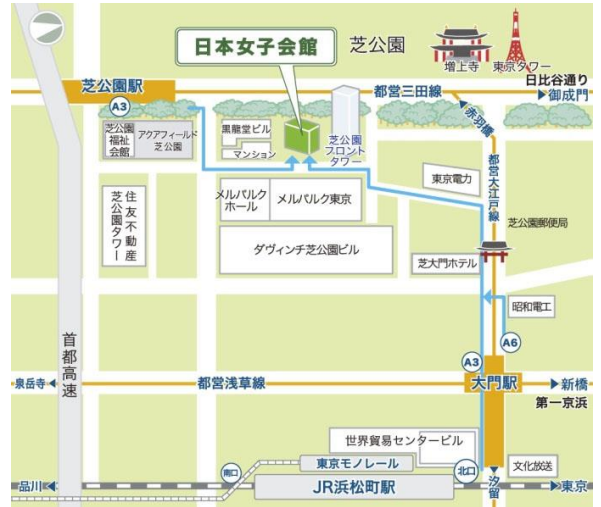 日本女子会館
芝公園
増上寺
東京タワー
日比谷通り
芝公園駅
A3
都営三田線
御成門
赤羽橋
芝公園
福祉
会館
アクアフィールド
芝公園
黒龍堂ビル
マンション
芝公園
フロント
タワー
都営大江戸線
東京電力
芝公園郵便局
住友不動産
芝公園タワー
メルパルク
ホール
メルパルク東京
ダヴィンチ芝公園ビル
芝大門ホテル
昭和電工
首都高速
A3
A6
泉岳寺
都営浅草線
大門駅
新橋
第一京浜
世界貿易センタービル
南口
東京モノレール
北口
文化放送
汐留
品川
JR浜松町駅
東京